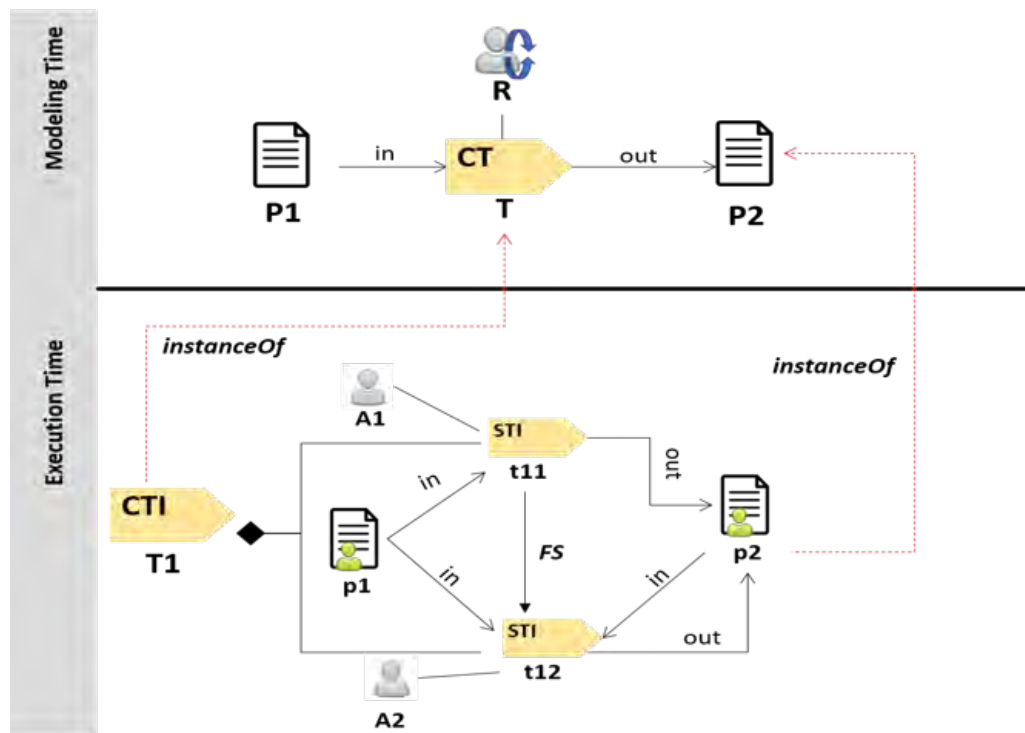 Modeling Time
R
in
CT
out
P1
T
P2
Execution Time
instanceOf
instanceOf
A1
STI
t11
out
in
CTI
T1
p1
FS
p2
in
in
STI
out
t12
A2